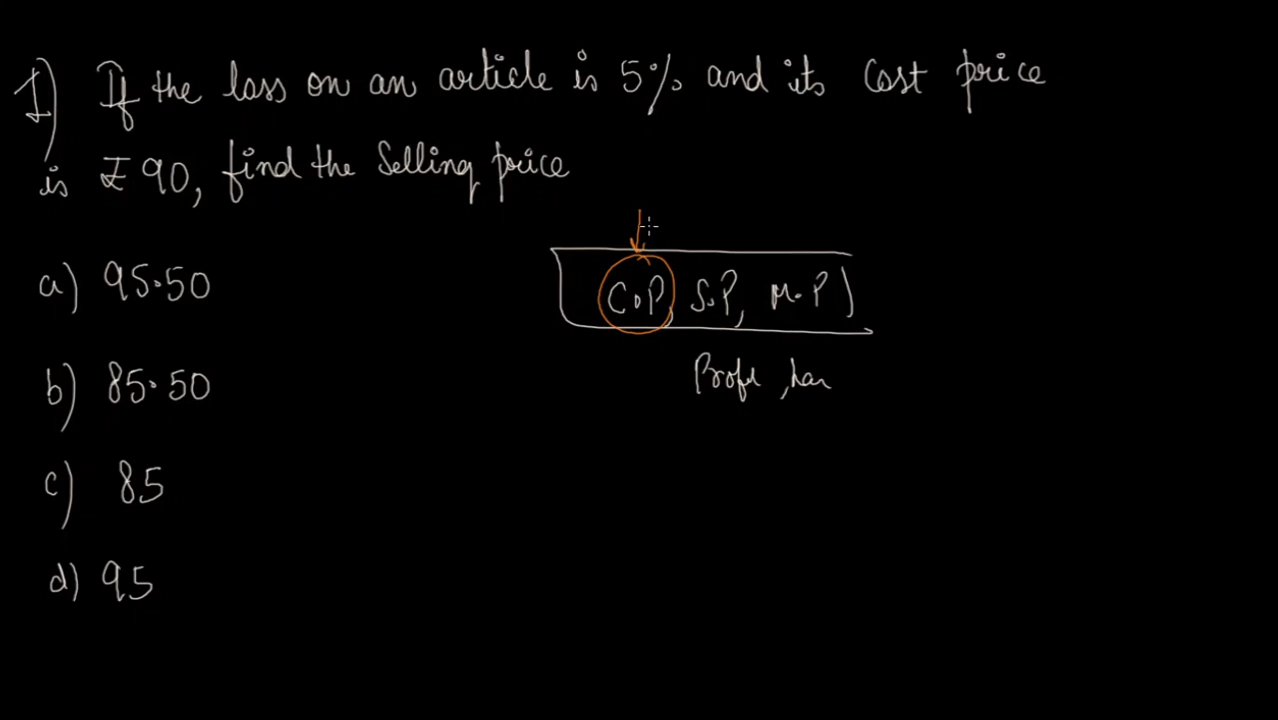 1) If the loss on an article is 5% and its cost price
is ₹90, find the selling price
a) 95.50
C.P, S.P, M.P
b) 85.50
Profit, loss
c) 85
d) 95